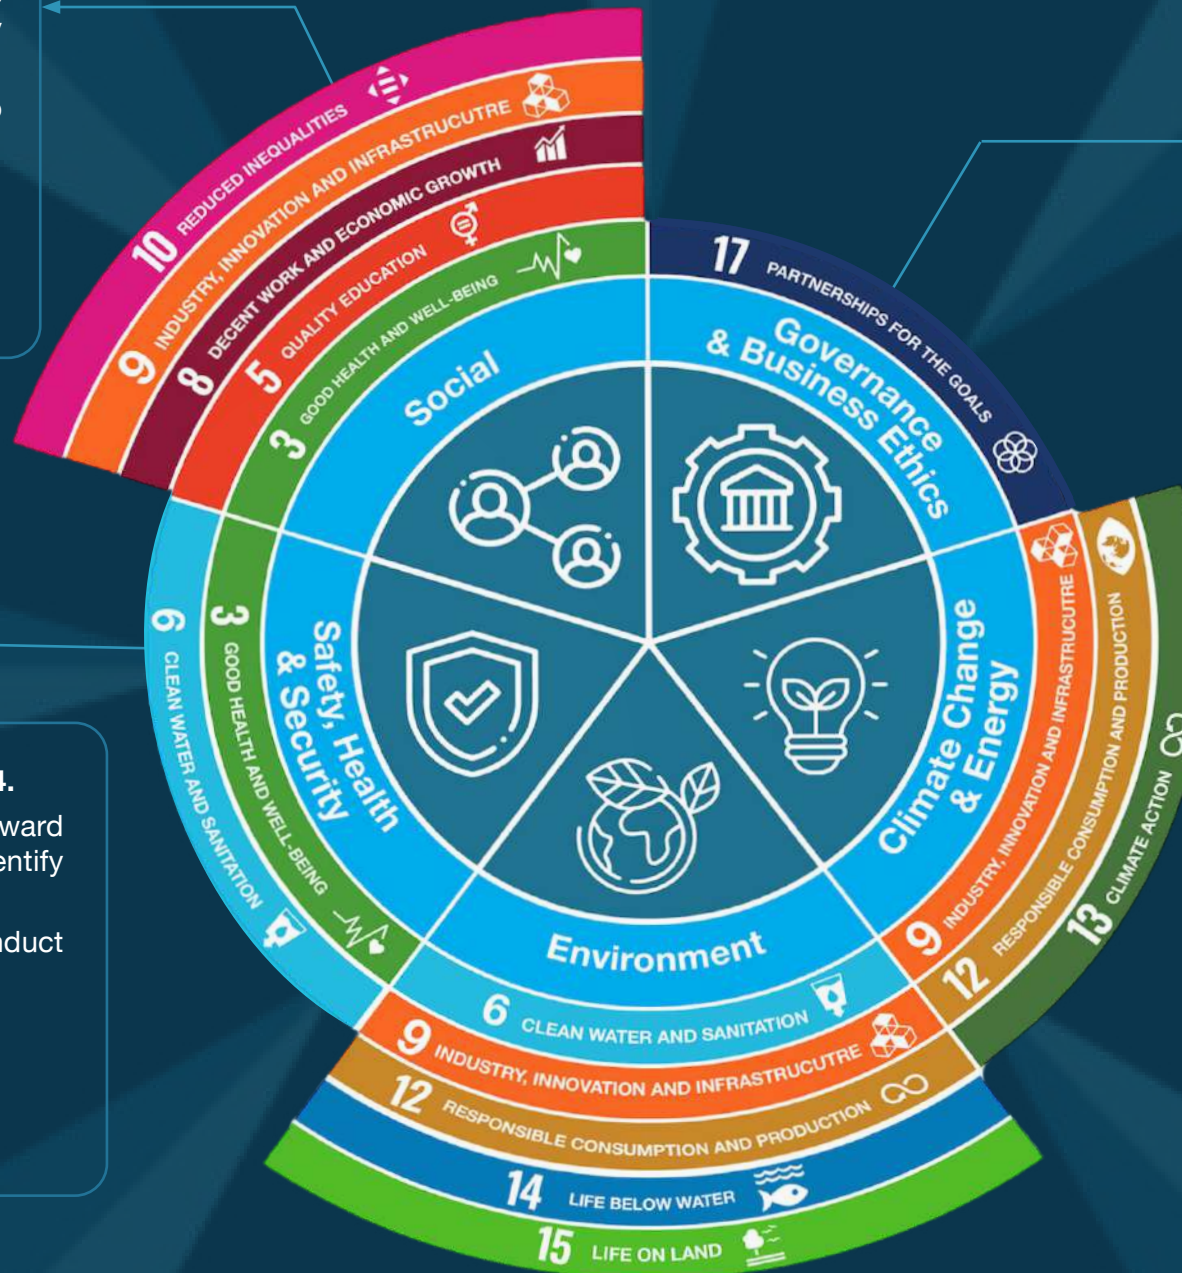 10 REDUCED INEQUALITIES
9 INDUSTRY, INNOVATION AND INFRASTRUCUTRE
8 DECENT WORK AND ECONOMIC GROWTH
5 QUALITY EDUCATION
3 GOOD HEALTH AND WELL-BEING
Social
17 PARTNERSHIPS FOR THE GOALS
Governance
& Business Ethics
Climate Change
& Energy
9 INDUSTRY, INNOVATION AND INFRASTRUCUTRE
12 RESPONSIBLE CONSUMPTION AND PRODUCTION
13 CLIMATE ACTION
Safety, Health
& Security
3 GOOD HEALTH AND WELL-BEING
6 CLEAN WATER AND SANITATION
4.
ward
entify
nduct
Environment
6 CLEAN WATER AND SANITATION
9 INDUSTRY, INNOVATION AND INFRASTRUCUTRE
12 RESPONSIBLE CONSUMPTION AND PRODUCTION
14 LIFE BELOW WATER
15 LIFE ON LAND